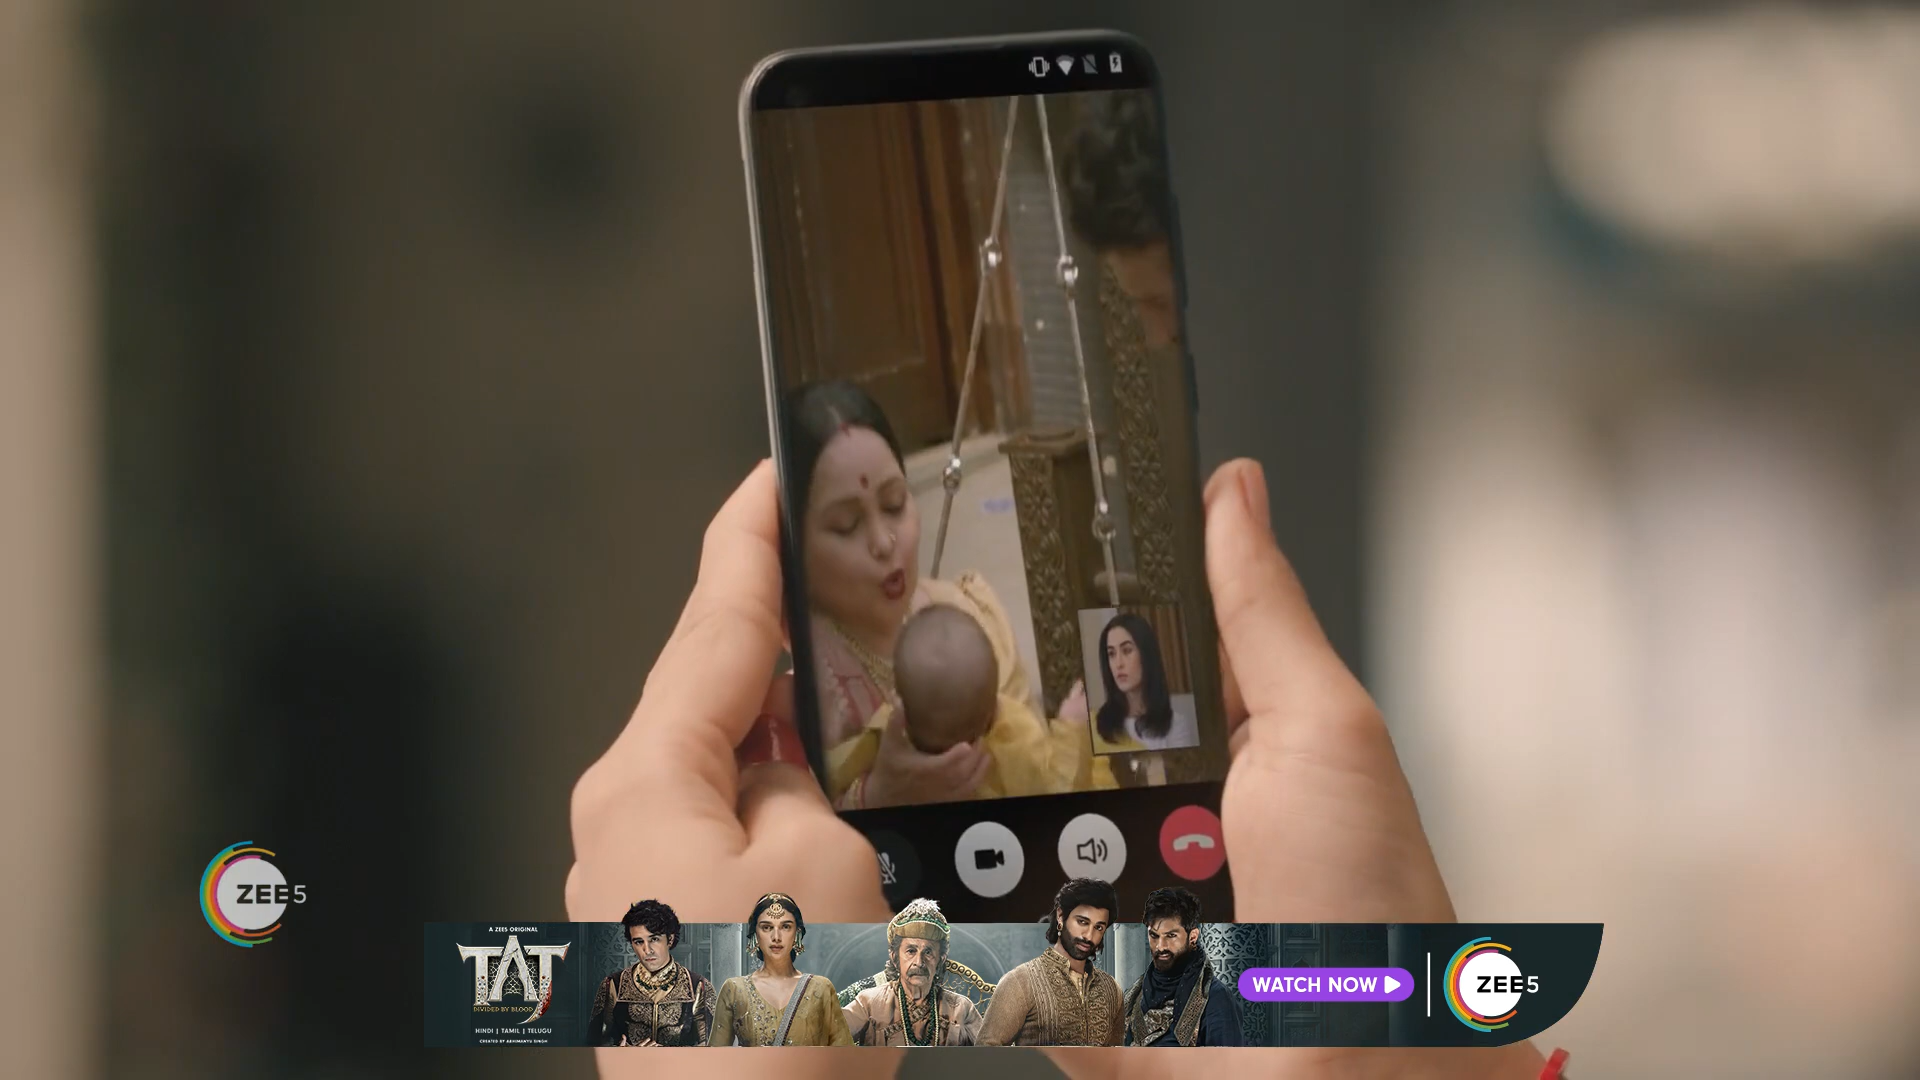 ZEE5
A ZEE5 ORIGINAL
TAJ
DIVIDED BY BLOOD
HINDI | TAMIL | TELUGU
CREATED BY ABHIMANYU SINGH
WATCH NOW
ZEE5